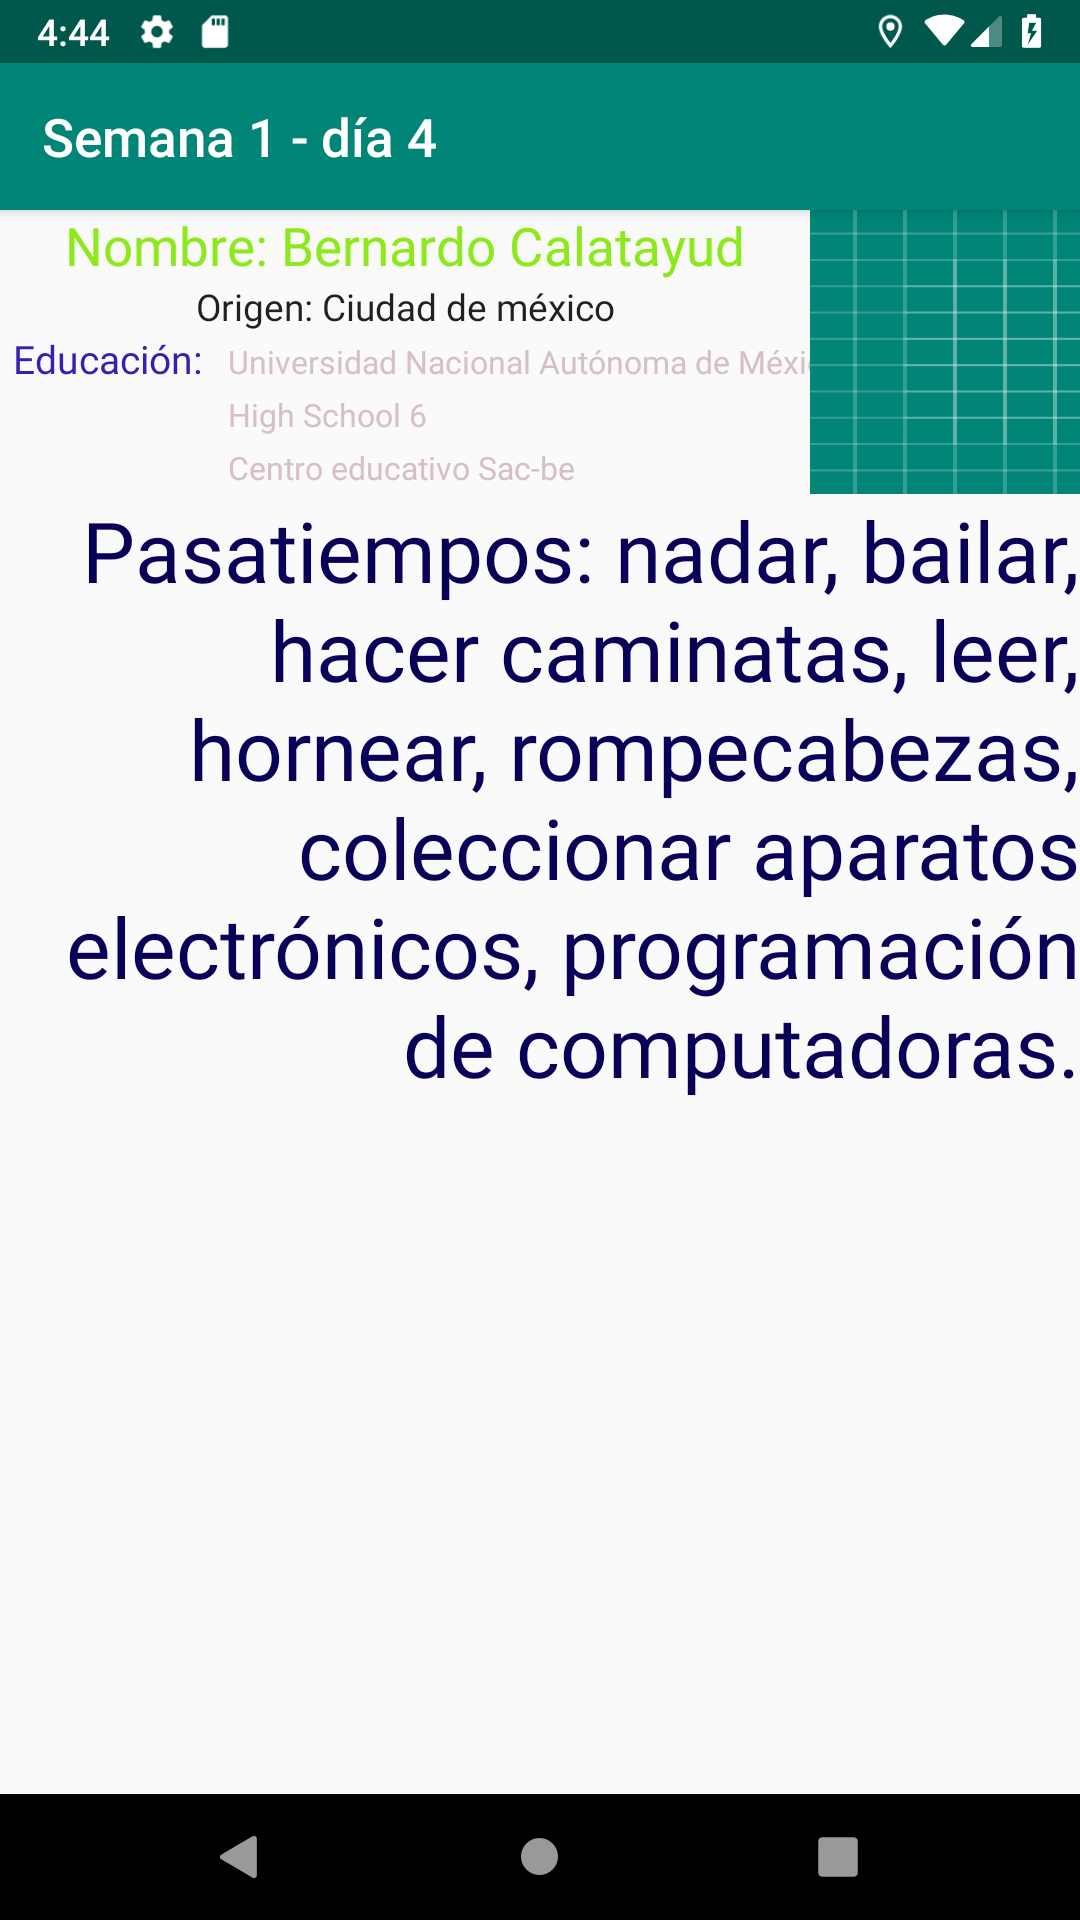 4:44
Semana 1 - día 4
Nombre: Bernardo Calatayud
Origen: Ciudad de méxico
Educación:
Universidad Nacional Autónoma de Méxi
High School 6
Centro educativo Sac-be
Pasatiempos: nadar, bailar,
hacer caminatas, leer,
hornear, rompecabezas,
coleccionar aparatos
electrónicos, programación
de computadoras.